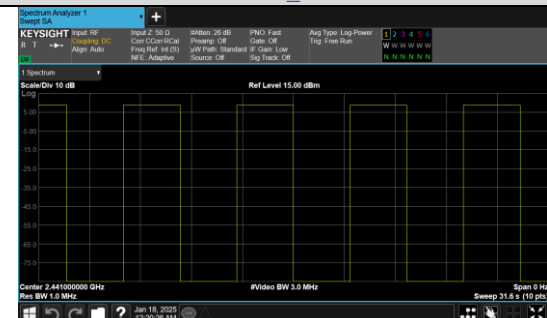 Spectrum Analyzer 1
Swept SA
+
KEYSIGHT Input: RF Input Z: 50 Ω #Atten: 26 dB PNO: Fast Avg Type: Log-Power 1 2 3 4 5 6
R T Coupling: DC Corr CCorr RCal Preamp: Off Gate: Off Trig: Free Run W W W W W W
Align: Auto Freq Ref: Int (S) µW Path: Standard IF Gain: Low
NFE: Adaptive Source: Off Sig Track: Off N N N N N N
1 Spectrum
Scale/Div 10 dB Ref Level 15.00 dBm
Log
5.00
-5.00
-15.0
-25.0
-35.0
-45.0
-55.0
-65.0
-75.0
Center 2.441000000 GHz #Video BW 3.0 MHz Span 0 Hz
Res BW 1.0 MHz Sweep 31.6 s (10 pts)
? Jan 18, 2025